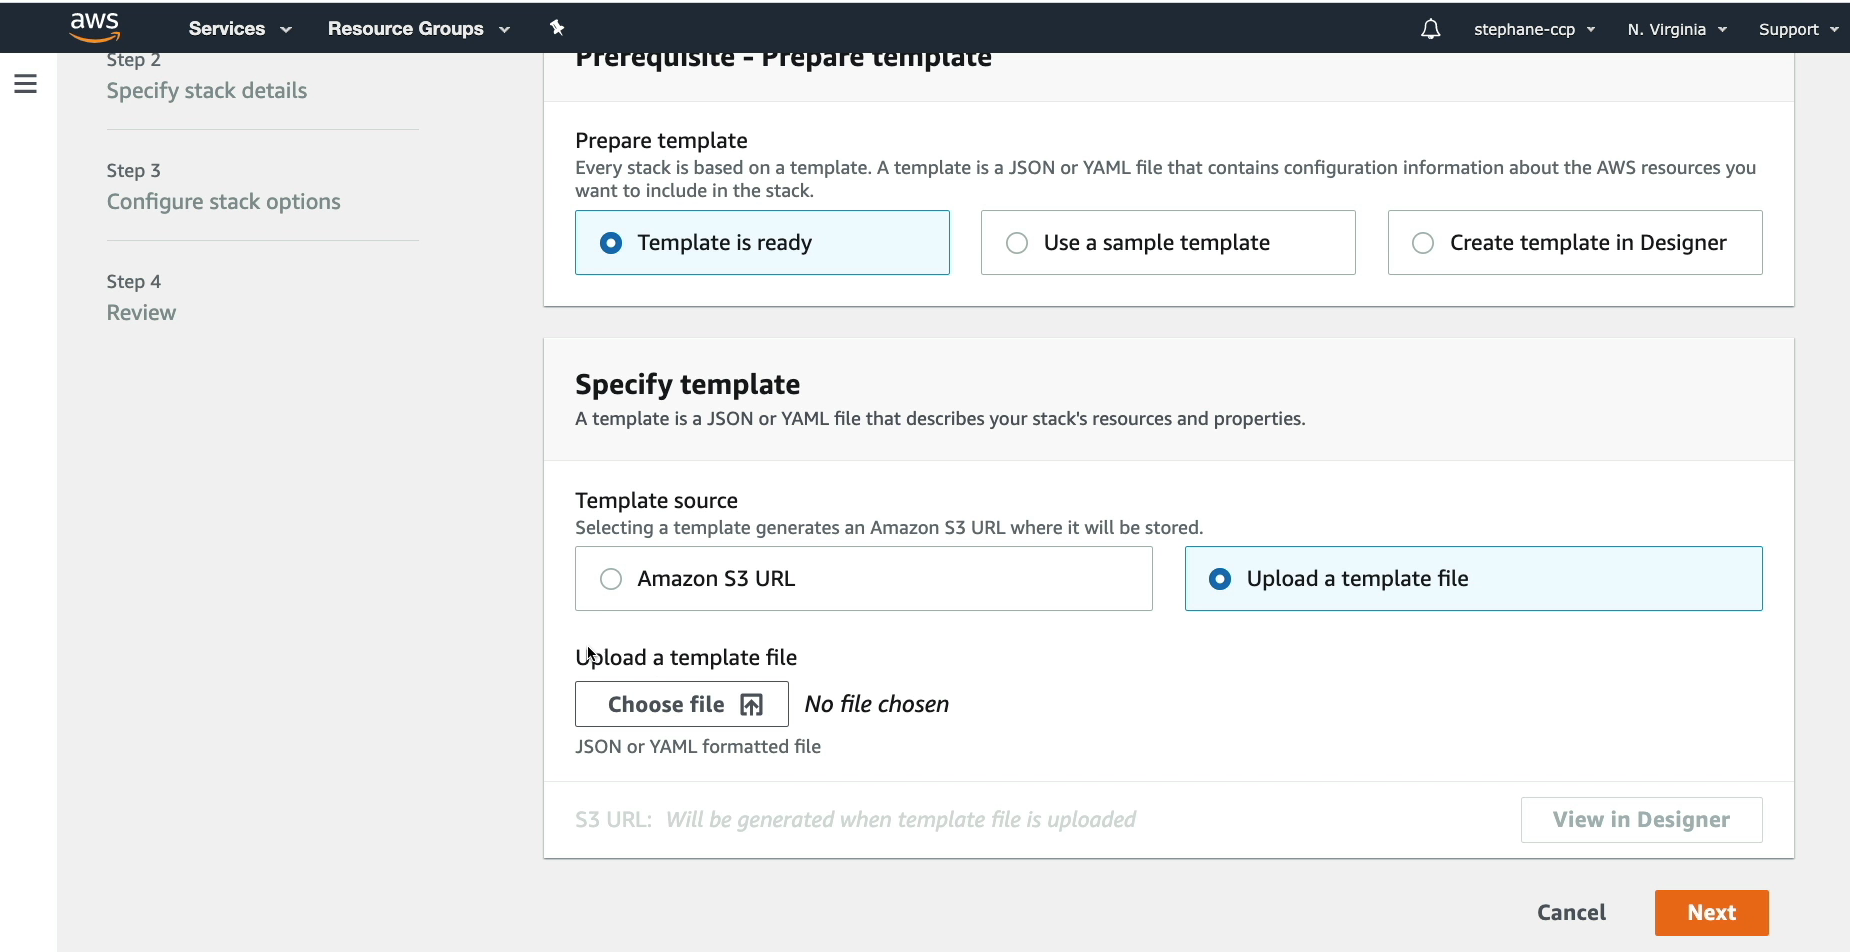 aws Services Resource Groups stephane-ccp N. Virginia Support
Step 2
Specify stack details
Step 3
Configure stack options
Step 4
Review
Prerequisite - Prepare template
Prepare template
Every stack is based on a template. A template is a JSON or YAML file that contains configuration information about the AWS resources you
want to include in the stack.
Template is ready
Use a sample template
Create template in Designer
Specify template
A template is a JSON or YAML file that describes your stack's resources and properties.
Template source
Selecting a template generates an Amazon S3 URL where it will be stored.
Amazon S3 URL
Upload a template file
Upload a template file
Choose file No file chosen
JSON or YAML formatted file
S3 URL: Will be generated when template file is uploaded
View in Designer
Cancel
Next